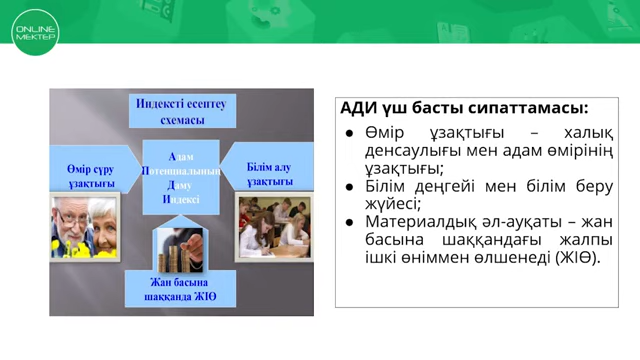 ONLINE
МЕКТЕП
Индексті есептеу
схемасы
Өмір сүру
ұзақтығы
Адам
Потенциалының
Даму
Индексі
Білім алу
ұзақтығы
Жан басына
шаққанда ЖІӨ
АДИ үш басты сипаттамасы:
● Өмір ұзақтығы – халық
денсаулығы мен адам өмірінің
ұзақтығы;
● Білім деңгейі мен білім беру
жүйесі;
● Материалдық әл-ауқаты – жан
басына шаққандағы жалпы
ішкі өніммен өлшенеді (ЖІӨ).